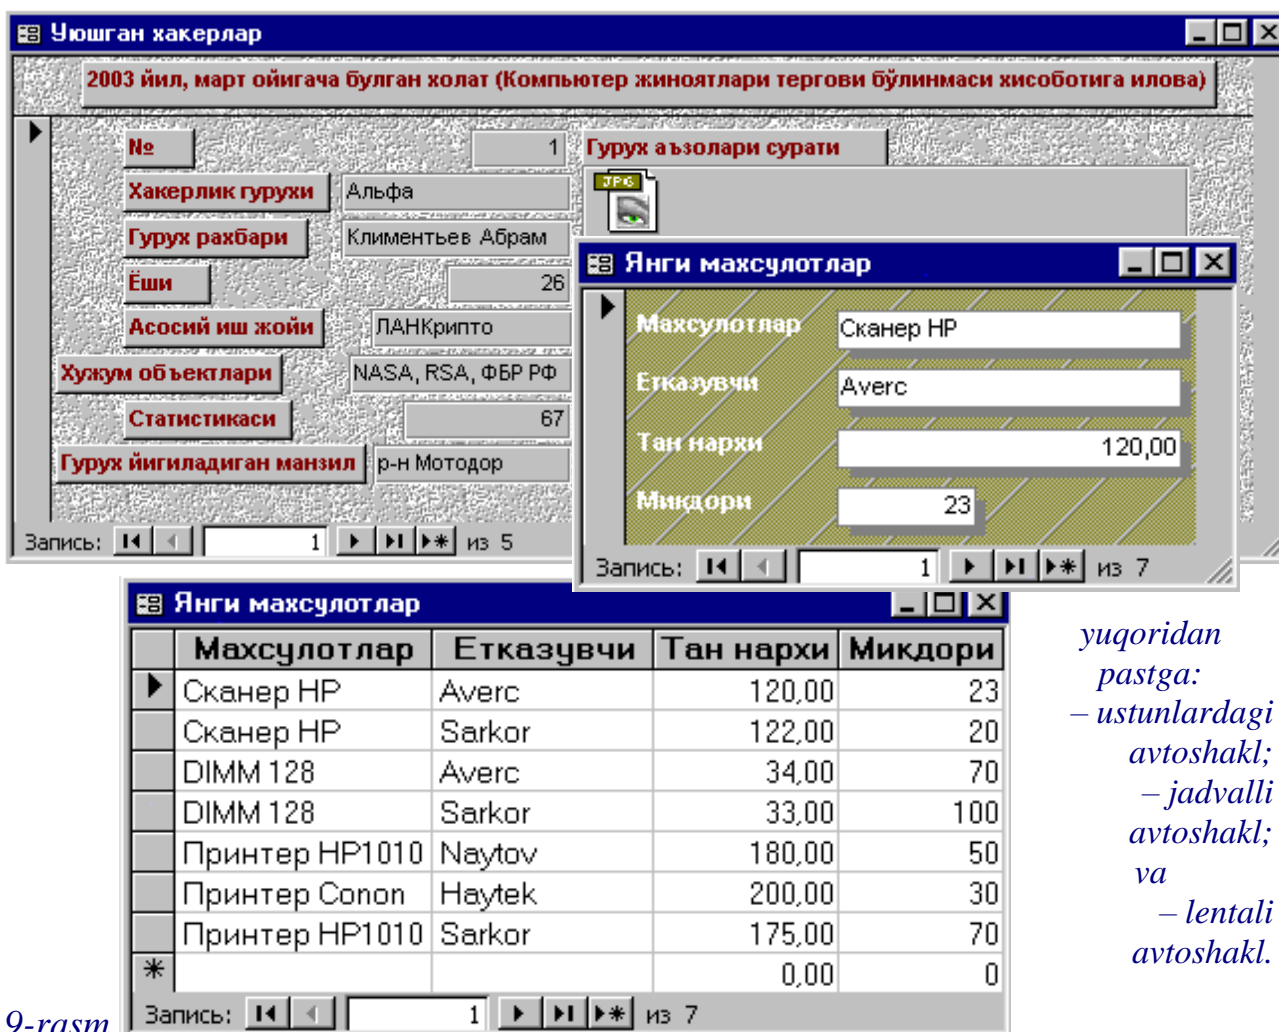 Уюшган хакерлар
2003 йил, март ойигача булган холат (Компьютер жиноятлари тергови бўлинмаси хисоботига илова)
№ 1 Гурух аъзолари сурати
JPG
Хакерлик гурухи Альфа
Гурух рахбари Климентьев Абрам
Ёши 26
Асосий иш жойи ЛАНКрипто
Хужум объектлари NASA, RSA, ФБР РФ
Статистикаси 67
Гурух йигиладиган манзил р-н Мотодор
Запись: 1 из 5
Янги махсулотлар
Махсулотлар Сканер HP
Етказувчи Averc
Тан нархи 120,00
Микдори 23
Запись: 1 из 7
Янги махсулотлар
Махсулотлар Етказувчи Тан нархи Микдори
Сканер HP Averc 120,00 23
Сканер HP Sarkor 122,00 20
DIMM 128 Averc 34,00 70
DIMM 128 Sarkor 33,00 100
Принтер HP1010 Naytov 180,00 50
Принтер Conon Haytek 200,00 30
Принтер HP1010 Sarkor 175,00 70
0,00 0
Запись: 1 из 7
yuqoridan
pastga:
– ustunlardagi
avtoshakl;
– jadvalli
avtoshakl;
va
– lentali
avtoshakl.
9-rasm